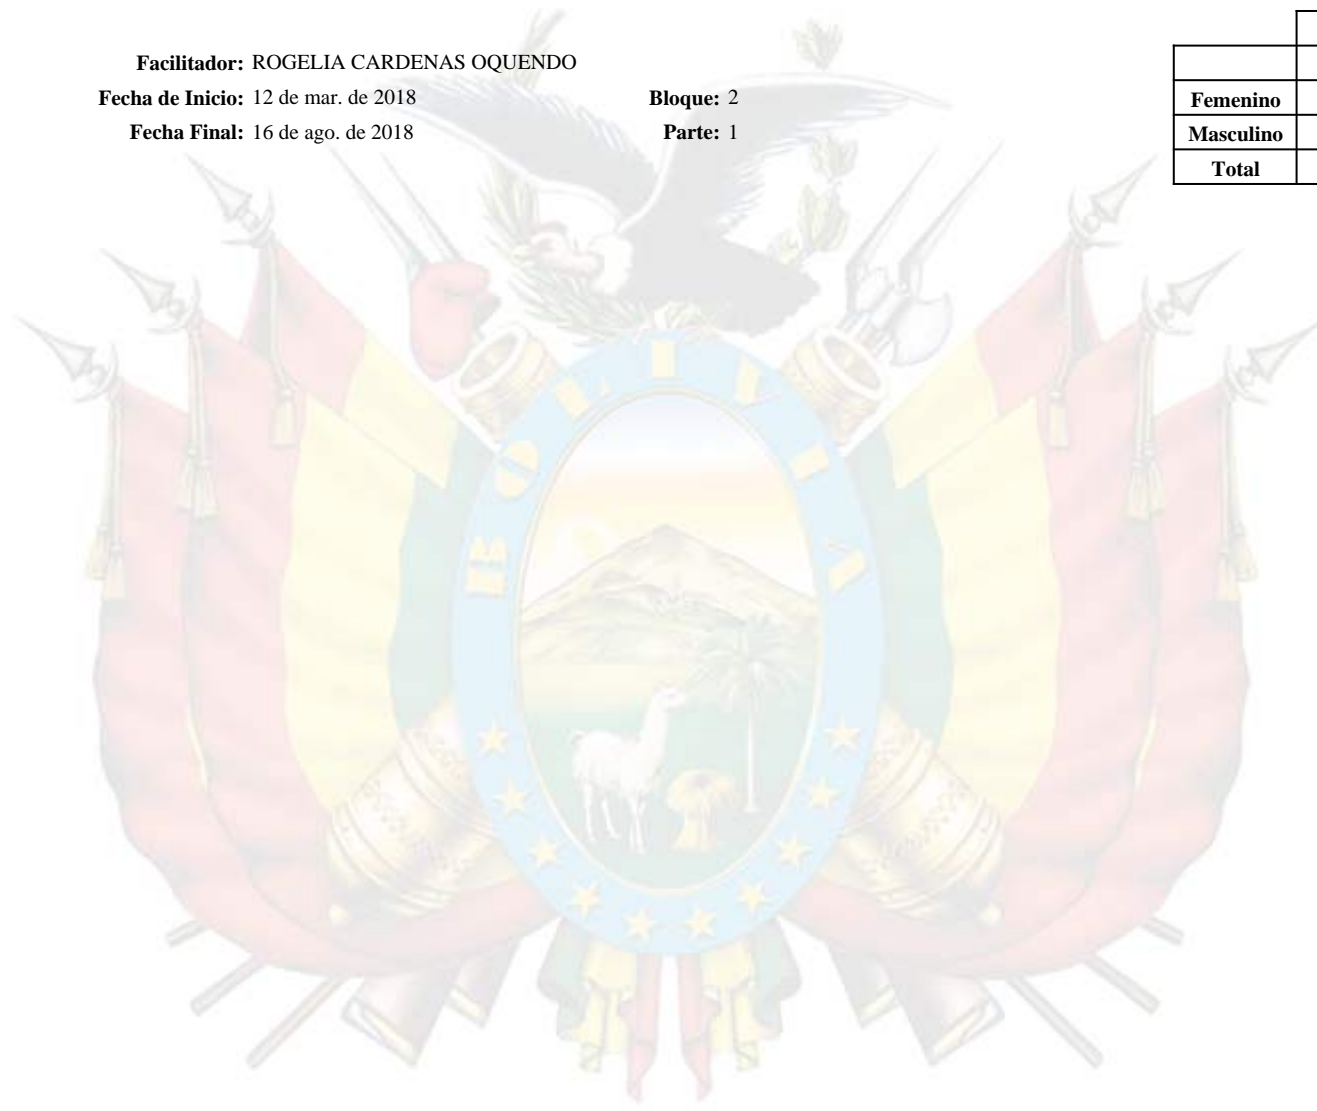 Facilitador: ROGELIA CARDENAS OQUENDO
Fecha de Inicio: 12 de mar. de 2018 Bloque: 2
Fecha Final: 16 de ago. de 2018 Parte: 1
Femenino
Masculino
Total
BOLIVIA